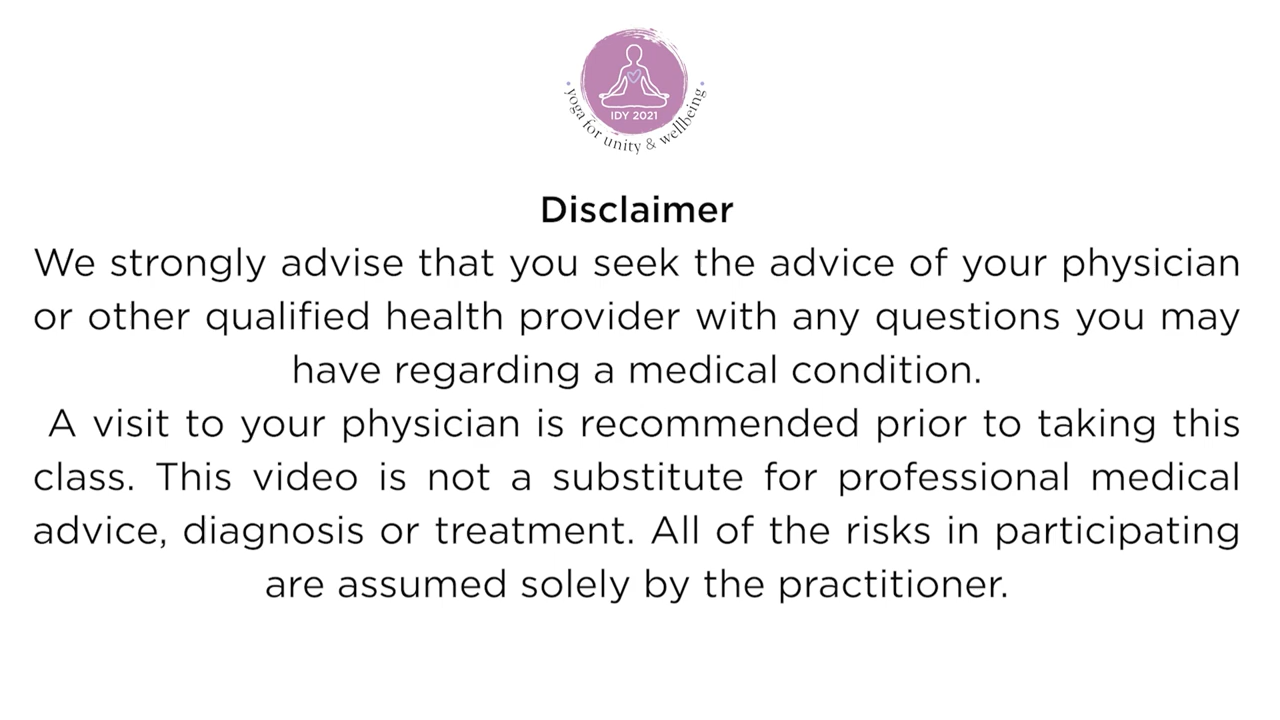 IDY 2021
yoga for unity & wellbeing
Disclaimer
We strongly advise that you seek the advice of your physician
or other qualified health provider with any questions you may
have regarding a medical condition.
A visit to your physician is recommended prior to taking this
class. This video is not a substitute for professional medical
advice, diagnosis or treatment. All of the risks in participating
are assumed solely by the practitioner.